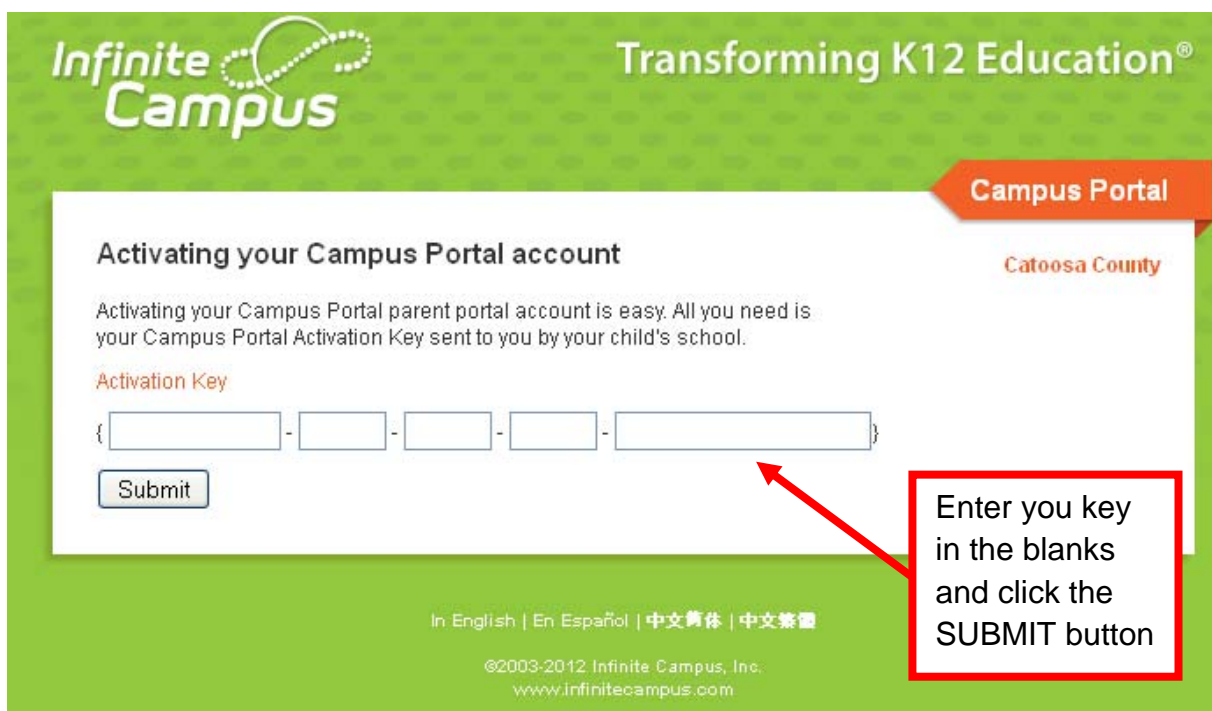 Infinite
Campus
Transforming K12 Education®
Campus Portal
Activating your Campus Portal account
Catoosa County
Activating your Campus Portal parent portal account is easy. All you need is
your Campus Portal Activation Key sent to you by your child's school.
Activation Key
{ - - - - }
Submit
Enter you key
in the blanks
and click the
SUBMIT button
In English | En Español | 中文简体 | 中文繁體
©2003-2012 Infinite Campus, Inc.
www.infinitecampus.com